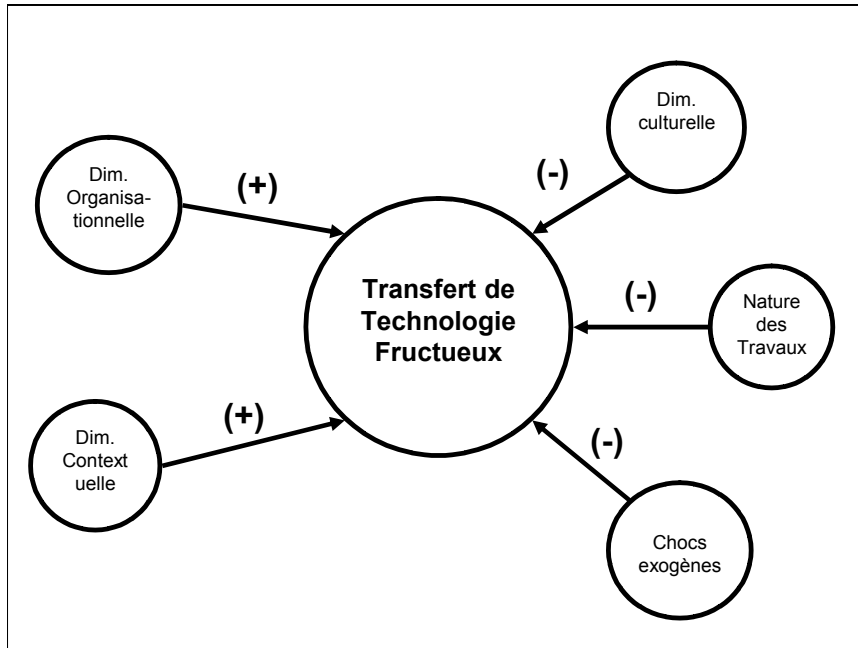 Dim.
culturelle
(-)
Dim.
Organisa-
tionnelle
(+)
Transfert de
Technologie
Fructueux
(-)
Nature
des
Travaux
Dim.
Context
uelle
(+)
(-)
Chocs
exogènes